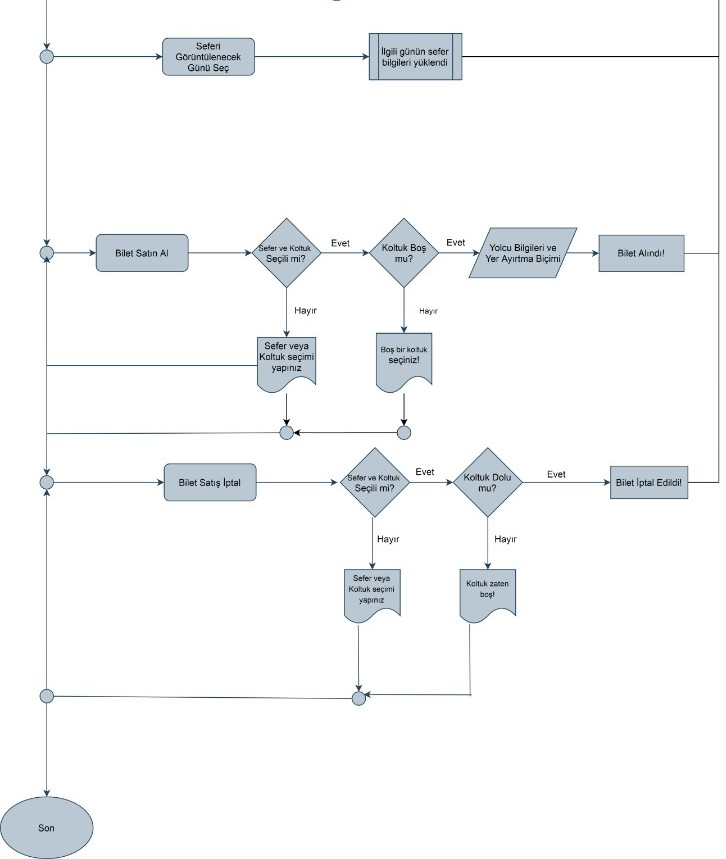 Seferi
Görüntülenecek
Günü Seç
İlgili günün sefer
bilgileri yüklendi
Bilet Satın Al
Sefer ve Koltuk
Seçili mi?
Evet
Koltuk Boş
mu?
Evet
Yolcu Bilgileri ve
Yer Ayırtma Biçimi
Bilet Alındı!
Hayır
Hayır
Sefer veya
Koltuk seçimi
yapınız
Boş bir koltuk
seçiniz!
Bilet Satış İptal
Sefer ve Koltuk
Seçili mi?
Evet
Koltuk Dolu
mu?
Evet
Bilet İptal Edildi!
Hayır
Hayır
Sefer veya
Koltuk seçimi
yapınız
Koltuk zaten
boş!
Son